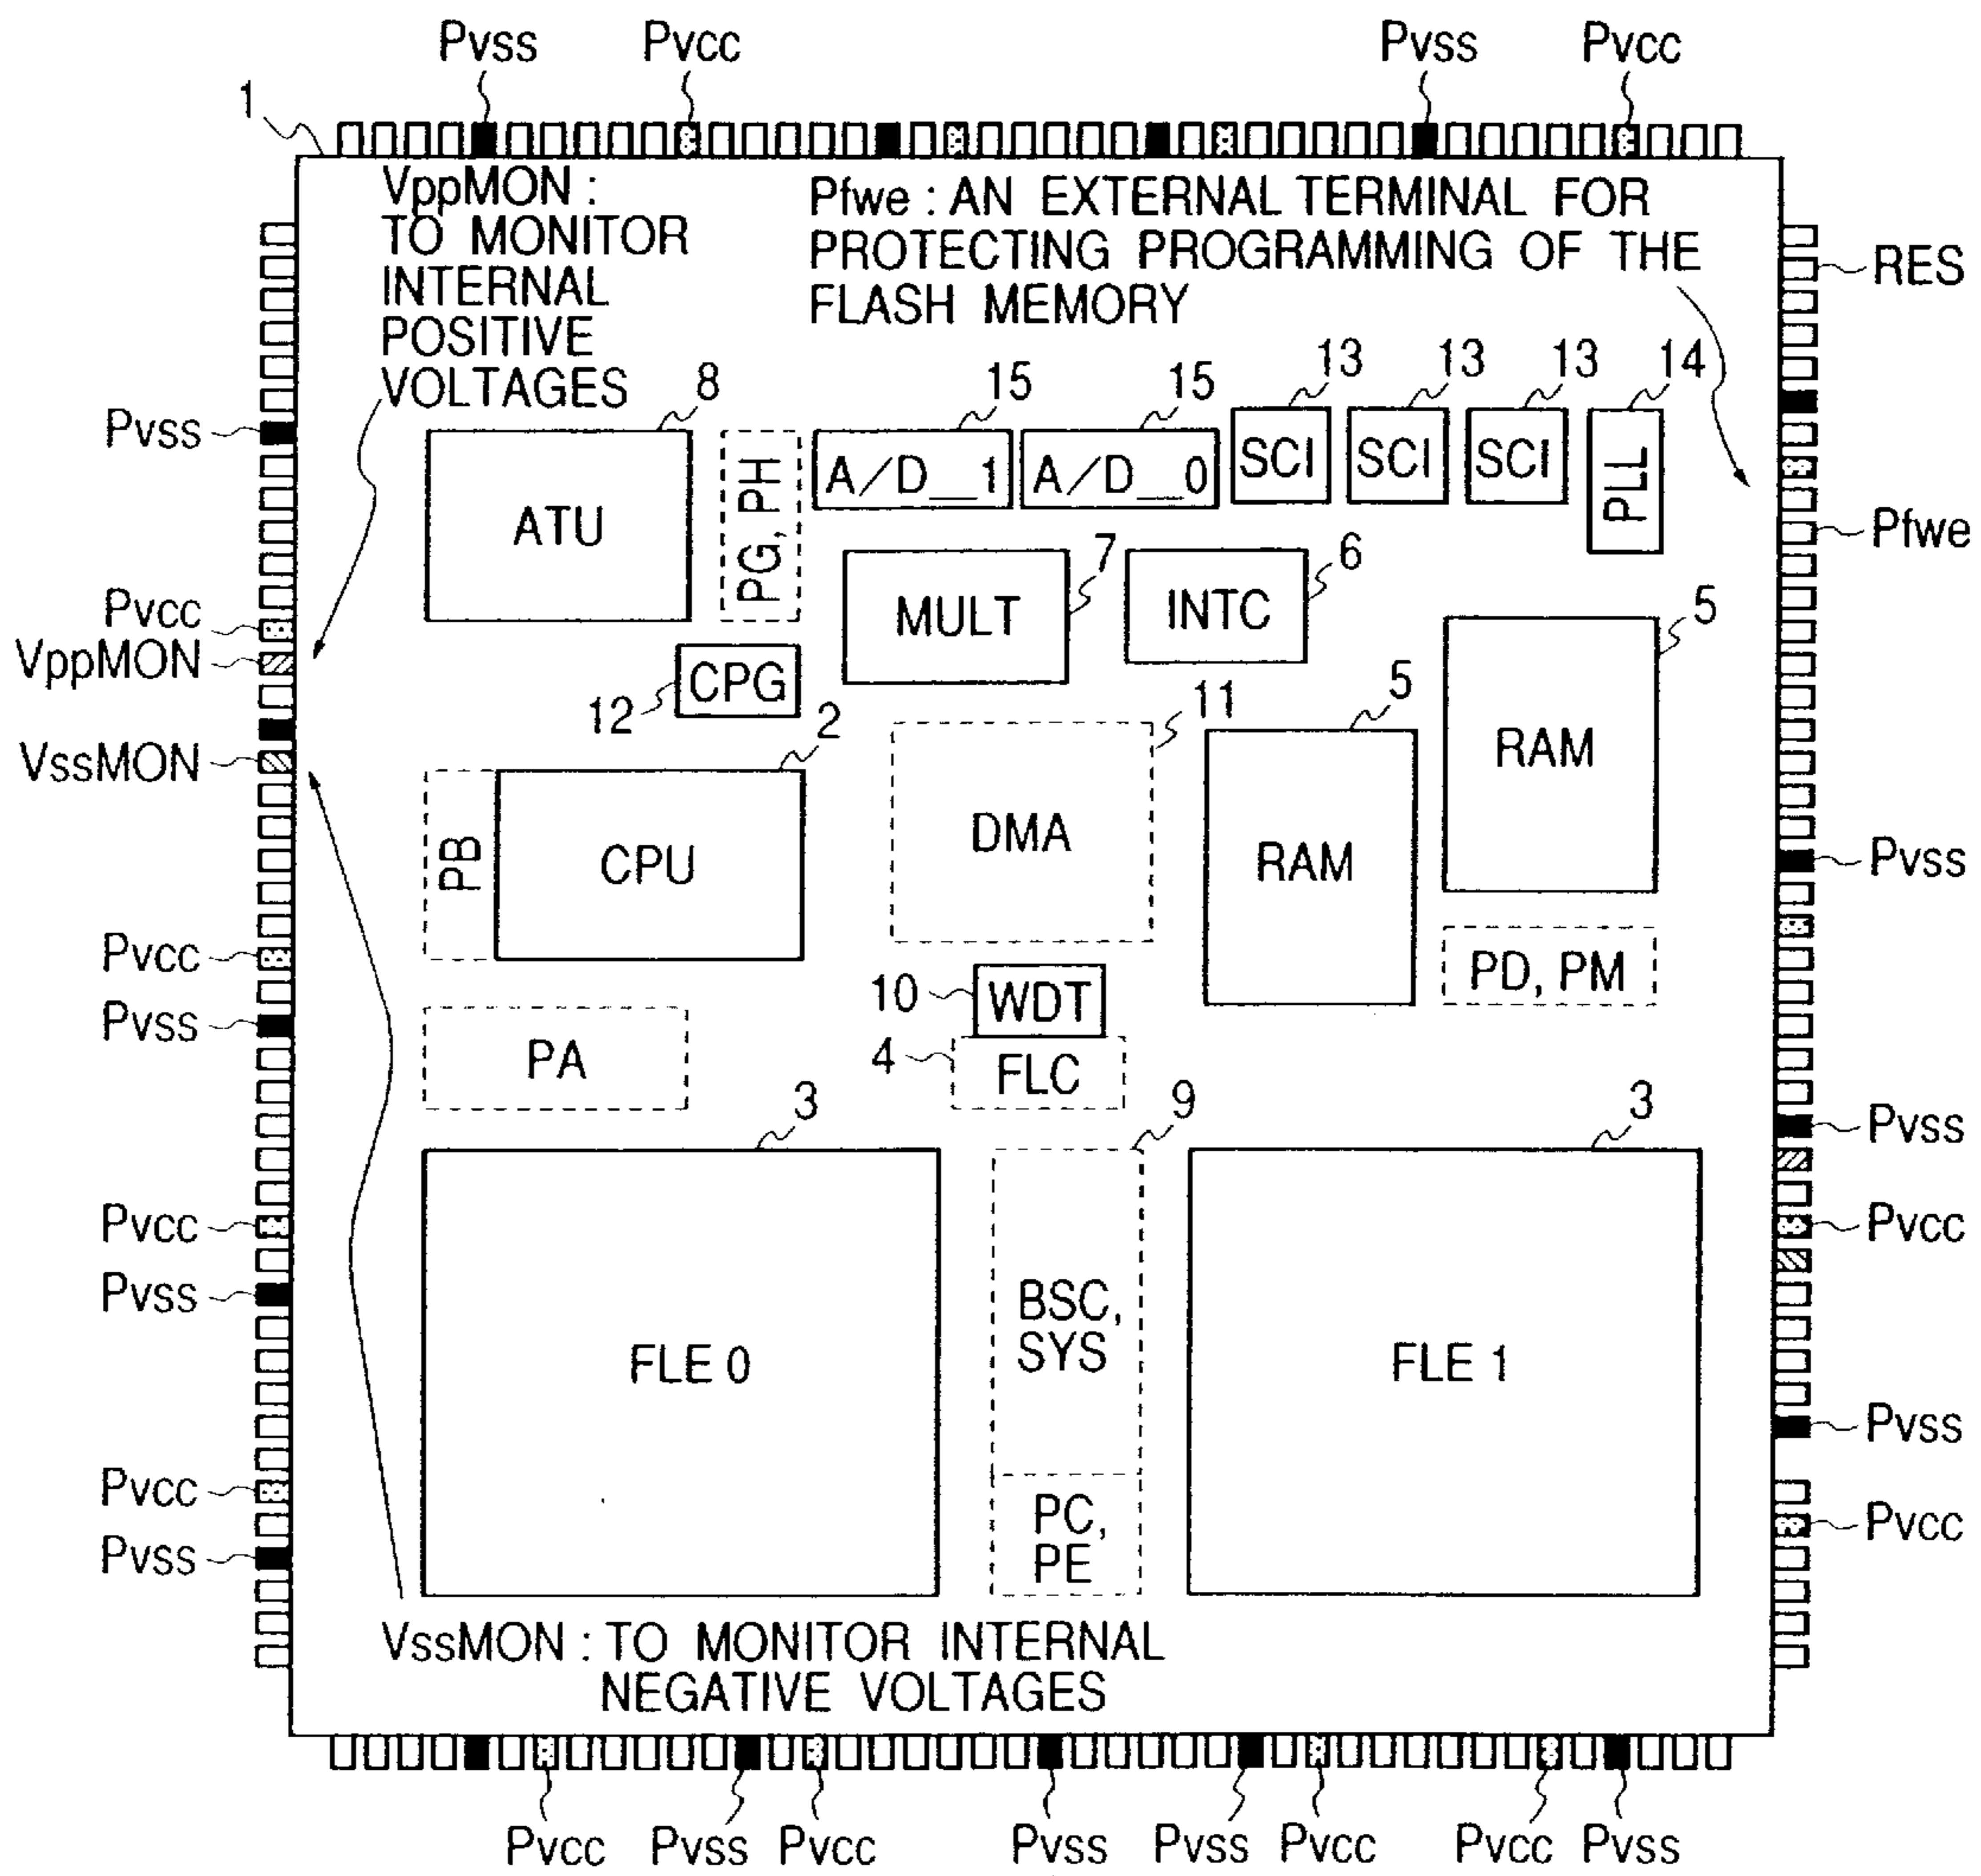 Pvss Pvcc Pvss Pvcc
1
VppMON :
TO MONITOR
INTERNAL
POSITIVE
VOLTAGES
Pfwe : AN EXTERNAL TERMINAL FOR
PROTECTING PROGRAMMING OF THE
FLASH MEMORY
RES
8 15 15 13 13 13 14
Pvss
ATU
PG, PH
A/D__1
A/D__0
SCI
SCI
SCI
PLL
Pfwe
7
6
MULT
INTC
5
Pvcc
VppMON
CPG
12
2
11
5
RAM
VssMON
PB
CPU
DMA
RAM
Pvss
Pvcc
PD, PM
10
WDT
Pvss
PA
4
FLC
3
9
3
Pvss
Pvcc
Pvcc
Pvss
BSC,
SYS
FLE 0
FLE 1
Pvss
Pvcc
PC,
PE
Pvcc
Pvss
VssMON : TO MONITOR INTERNAL
NEGATIVE VOLTAGES
Pvcc Pvss Pvcc Pvss Pvss Pvcc Pvcc Pvss